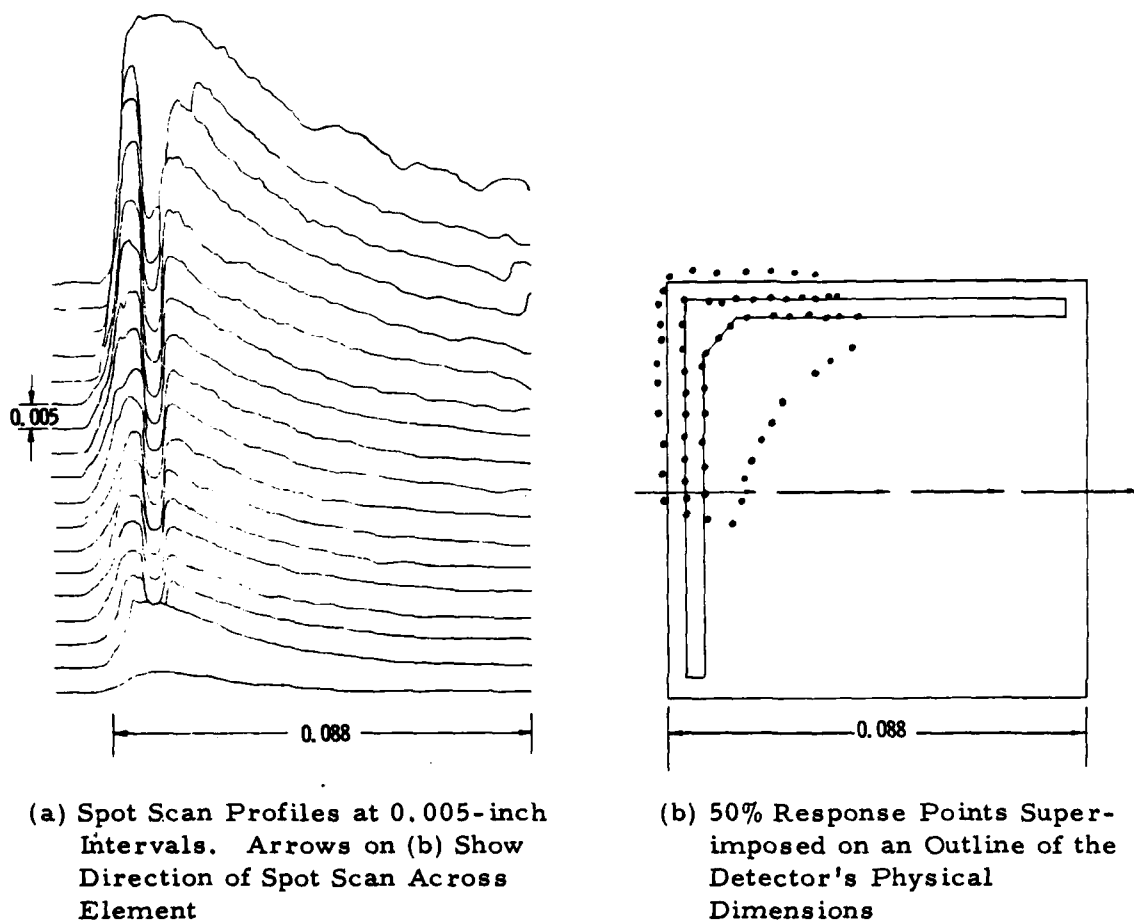 0.005
0.088
0.088
(a) Spot Scan Profiles at 0.005-inch
Intervals. Arrows on (b) Show
Direction of Spot Scan Across
Element
(b) 50% Response Points Super-
imposed on an Outline of the
Detector's Physical
Dimensions